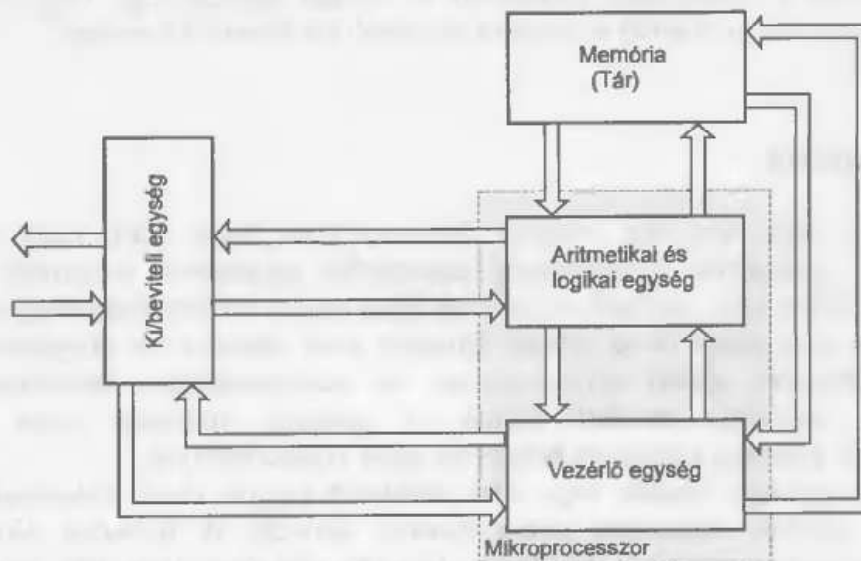 Memória
(Tár)
Ki/beviteli egység
Aritmetikai és
logikai egység
Vezérlő egység
Mikroprocesszor